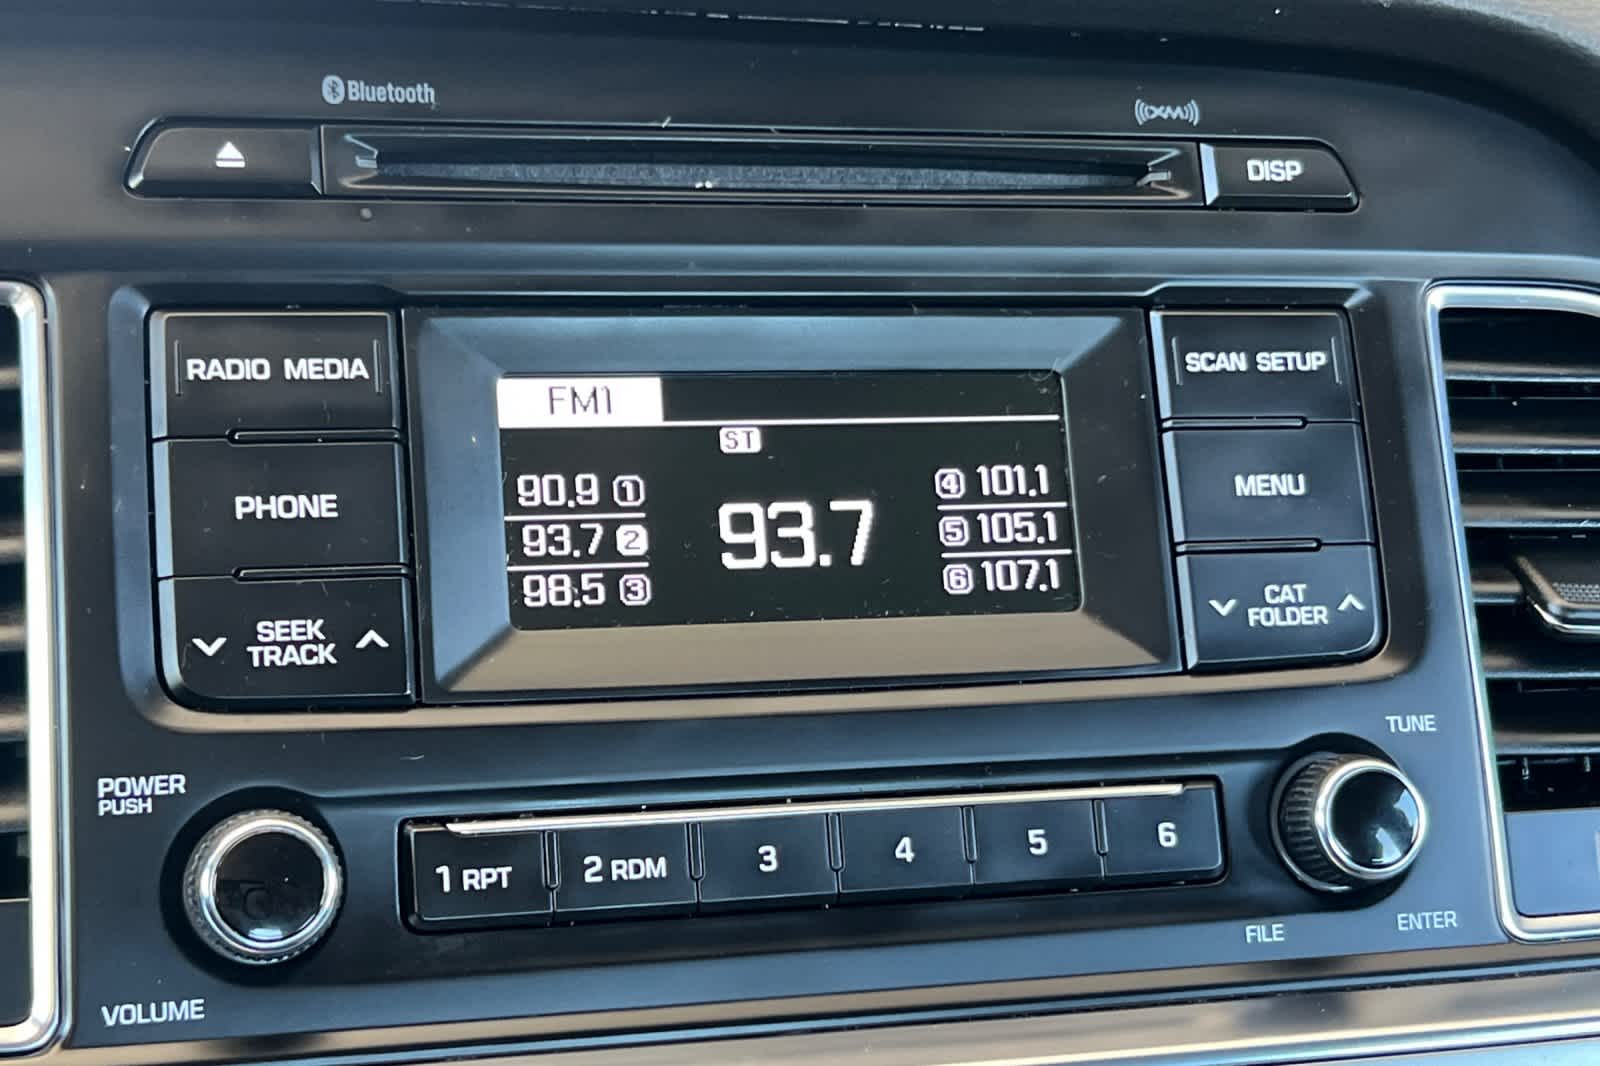 Bluetooth
XM
DISP
RADIO MEDIA
SCAN SETUP
FM1
ST
PHONE
MENU
90.9 1
93.7 2
98.5 3
93.7
4 101.1
5 105.1
6 107.1
SEEK
TRACK
CAT
FOLDER
POWER
PUSH
VOLUME
1 RPT
2 RDM
3
4
5
6
TUNE
FILE
ENTER